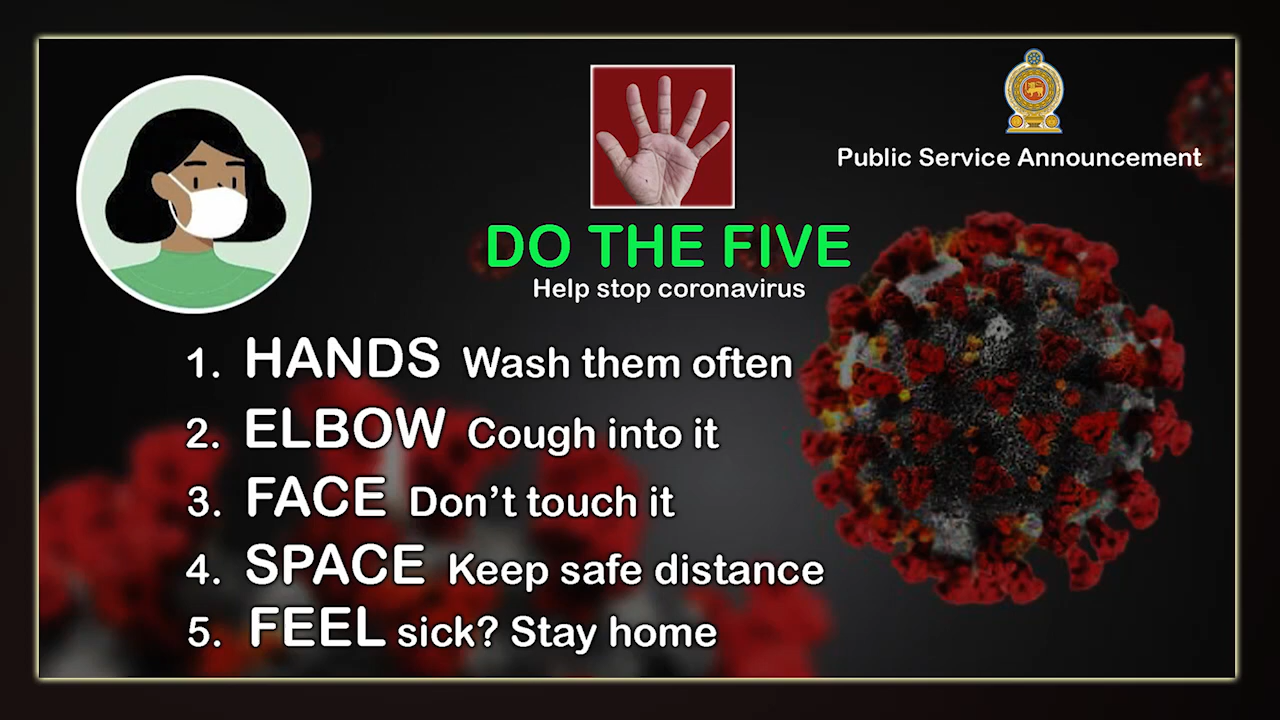 Public Service Announcement
DO THE FIVE
Help stop coronavirus
1. HANDS Wash them often
2. ELBOW Cough into it
3. FACE Don’t touch it
4. SPACE Keep safe distance
5. FEEL sick? Stay home